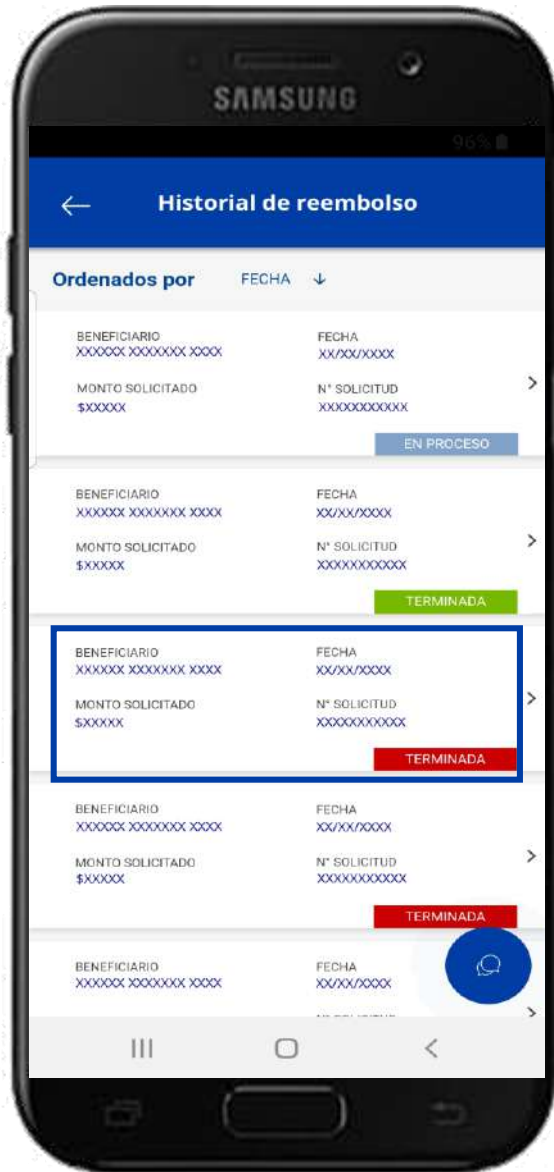 SAMSUNG
96%
Historial de reembolso
Ordenados por FECHA
BENEFICIARIO FECHA
XXXXXX XXXXXXX XXXX XX/XX/XXXX
MONTO SOLICITADO N° SOLICITUD
$XXXXX XXXXXXXXXXX
EN PROCESO
BENEFICIARIO FECHA
XXXXXX XXXXXXX XXXX XX/XX/XXXX
MONTO SOLICITADO N° SOLICITUD
$XXXXX XXXXXXXXXXX
TERMINADA
BENEFICIARIO FECHA
XXXXXX XXXXXXX XXXX XX/XX/XXXX
MONTO SOLICITADO N° SOLICITUD
$XXXXX XXXXXXXXXXX
TERMINADA
BENEFICIARIO FECHA
XXXXXX XXXXXXX XXXX XX/XX/XXXX
MONTO SOLICITADO N° SOLICITUD
$XXXXX XXXXXXXXXXX
TERMINADA
BENEFICIARIO FECHA
XXXXXX XXXXXXX XXXX XX/XX/XXXX